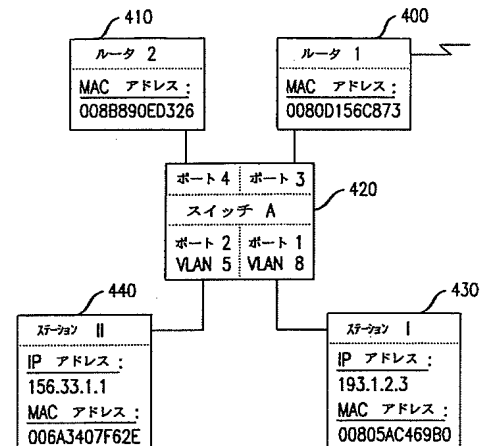 410
400
ルータ 2
MAC アドレス:
008B890ED326
ルータ 1
MAC アドレス:
0080D156C873
ポート 4
ポート 3
420
スイッチ A
ポート 2
VLAN 5
ポート 1
VLAN 8
440
430
ステーション II
IP アドレス:
156.33.1.1
MAC アドレス:
006A3407F62E
ステーション I
IP アドレス:
193.1.2.3
MAC アドレス:
00805AC469B0